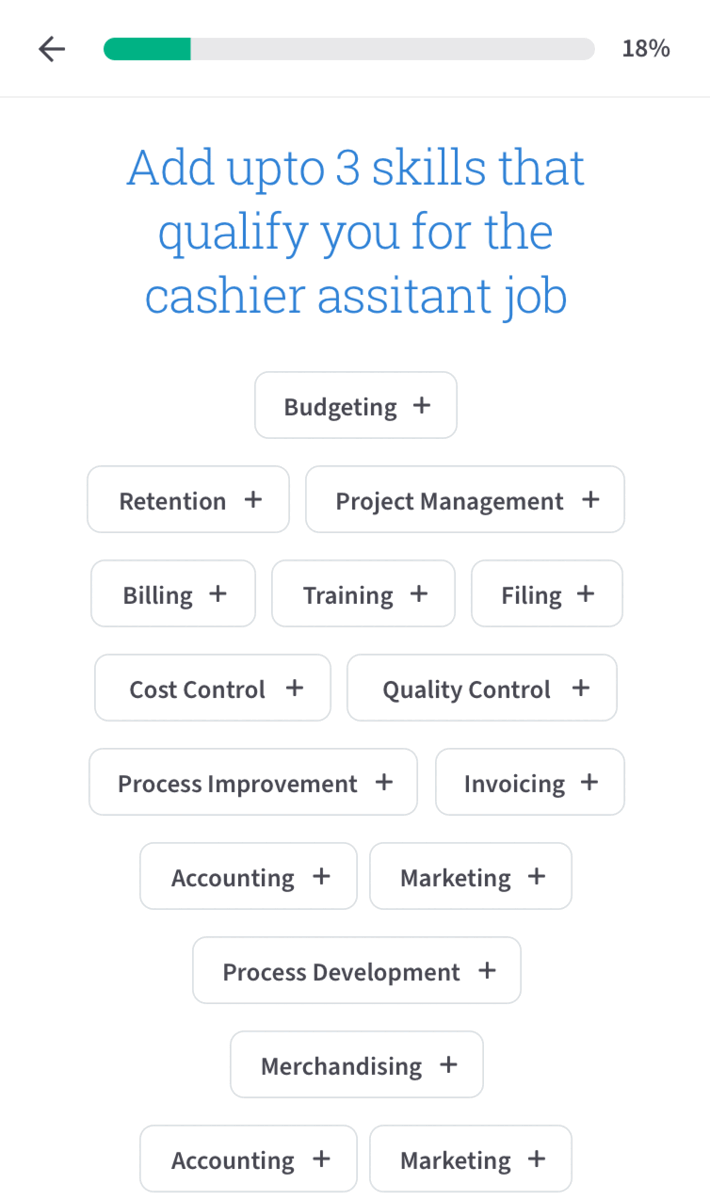 18%
Add upto 3 skills that
qualify you for the
cashier assitant job
Budgeting +
Retention + Project Management +
Billing + Training + Filing +
Cost Control + Quality Control +
Process Improvement + Invoicing +
Accounting + Marketing +
Process Development +
Merchandising +
Accounting + Marketing +